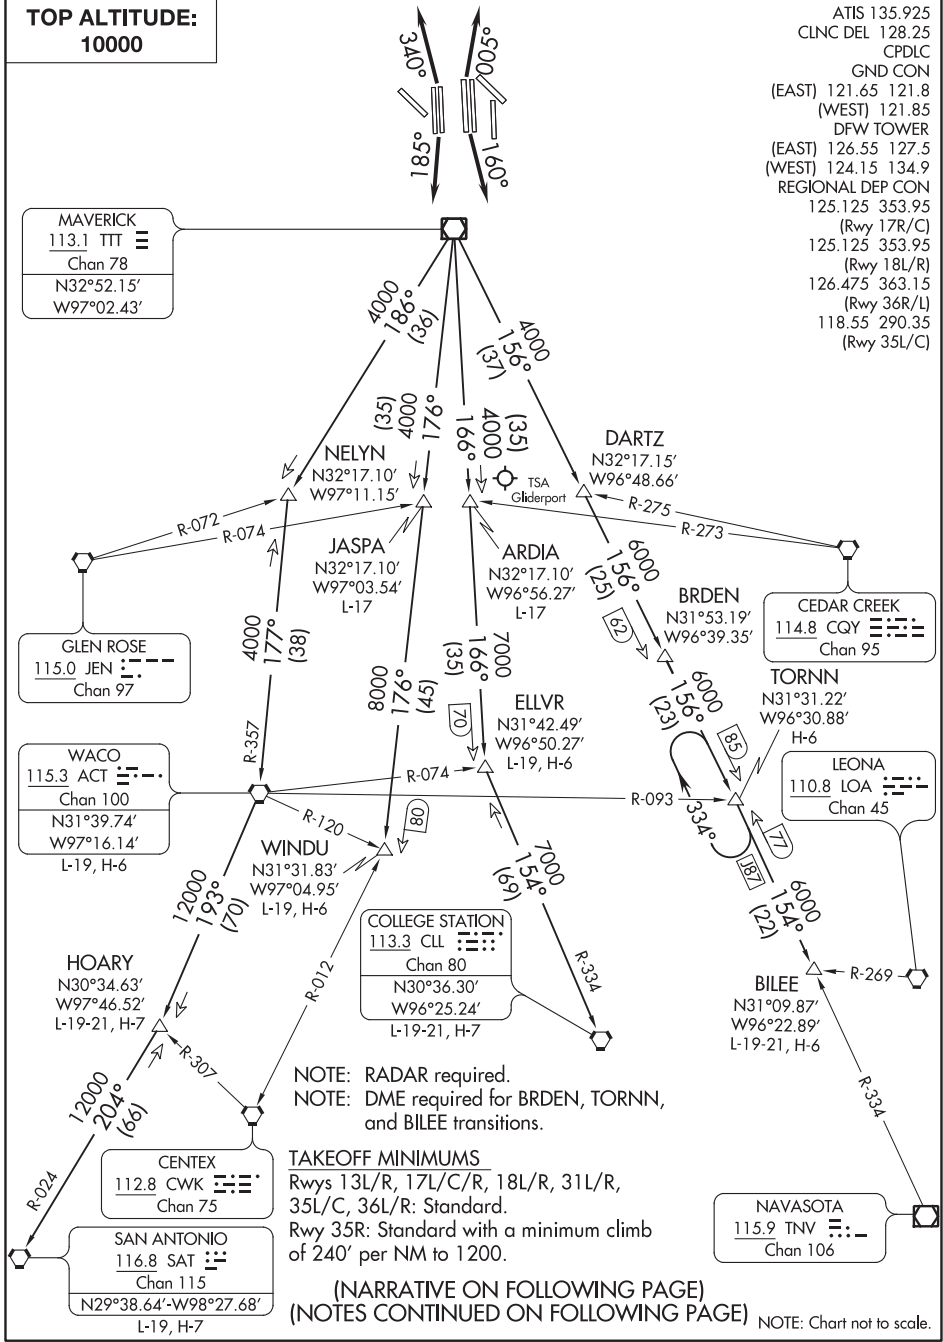 TOP ALTITUDE:
10000
ATIS 135.925
CLNC DEL 128.25
CPDLC
GND CON
(EAST) 121.65 121.8
(WEST) 121.85
DFW TOWER
(EAST) 126.55 127.5
(WEST) 124.15 134.9
REGIONAL DEP CON
125.125 353.95
(Rwy 17R/C)
125.125 353.95
(Rwy 18L/R)
126.475 363.15
(Rwy 36R/L)
118.55 290.35
(Rwy 35L/C)
340°
005°
185°
160°
MAVERICK
113.1 TTT
Chan 78
N32°52.15'
W97°02.43'
4000
186°
(36)
(35)
4000
176°
166°
4000
(35)
4000
156°
(37)
NELYN
N32°17.10'
W97°11.15'
TSA
Gliderport
DARTZ
N32°17.15'
W96°48.66'
R-072
R-074
R-275
R-273
JASPA
N32°17.10'
W97°03.54'
L-17
ARDIA
N32°17.10'
W96°56.27'
L-17
6000
156°
(25)
62
BRDEN
N31°53.19'
W96°39.35'
CEDAR CREEK
114.8 CQY
Chan 95
GLEN ROSE
115.0 JEN
Chan 97
4000
177°
(38)
R-357
8000
176°
(45)
80
7000
166°
(35)
70
ELLVR
N31°42.49'
W96°50.27'
L-19, H-6
6000
156°
(23)
85
TORNN
N31°31.22'
W96°30.88'
H-6
WACO
115.3 ACT
Chan 100
N31°39.74'
W97°16.14'
L-19, H-6
R-074
R-093
R-120
LEONA
110.8 LOA
Chan 45
334°
J87
77
WINDU
N31°31.83'
W97°04.95'
L-19, H-6
7000
154°
(69)
R-334
6000
154°
(22)
12000
193°
(70)
COLLEGE STATION
113.3 CLL
Chan 80
N30°36.30'
W96°25.24'
L-19-21, H-7
HOARY
N30°34.63'
W97°46.52'
L-19-21, H-7
R-012
R-307
BILEE
N31°09.87'
W96°22.89'
L-19-21, H-6
R-269
R-334
12000
204°
(66)
R-024
NOTE: RADAR required.
NOTE: DME required for BRDEN, TORNN,
and BILEE transitions.
CENTEX
112.8 CWK
Chan 75
TAKEOFF MINIMUMS
Rwys 13L/R, 17L/C/R, 18L/R, 31L/R,
35L/C, 36L/R: Standard.
Rwy 35R: Standard with a minimum climb
of 240' per NM to 1200.
NAVASOTA
115.9 TNV
Chan 106
SAN ANTONIO
116.8 SAT
Chan 115
N29°38.64'-W98°27.68'
L-19, H-7
(NARRATIVE ON FOLLOWING PAGE)
(NOTES CONTINUED ON FOLLOWING PAGE)
NOTE: Chart not to scale.